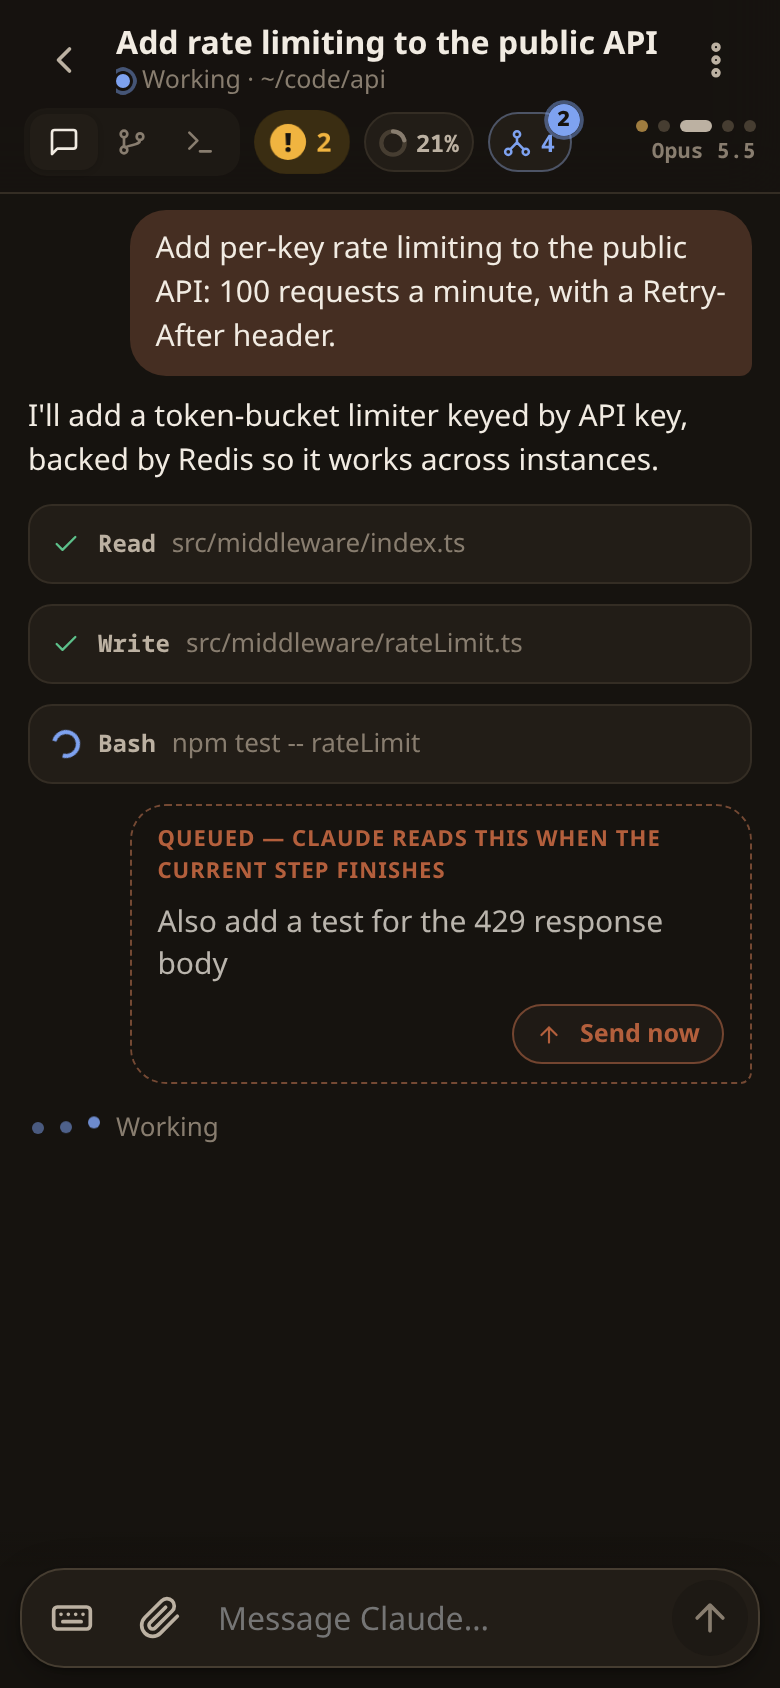 Add rate limiting to the public API
Working · ~/code/api
! 2
21%
4
2
Opus 5.5
Add per-key rate limiting to the public
API: 100 requests a minute, with a Retry-
After header.
I'll add a token-bucket limiter keyed by API key,
backed by Redis so it works across instances.
Read src/middleware/index.ts
Write src/middleware/rateLimit.ts
Bash npm test -- rateLimit
QUEUED — CLAUDE READS THIS WHEN THE
CURRENT STEP FINISHES
Also add a test for the 429 response
body
Send now
Working
Message Claude...